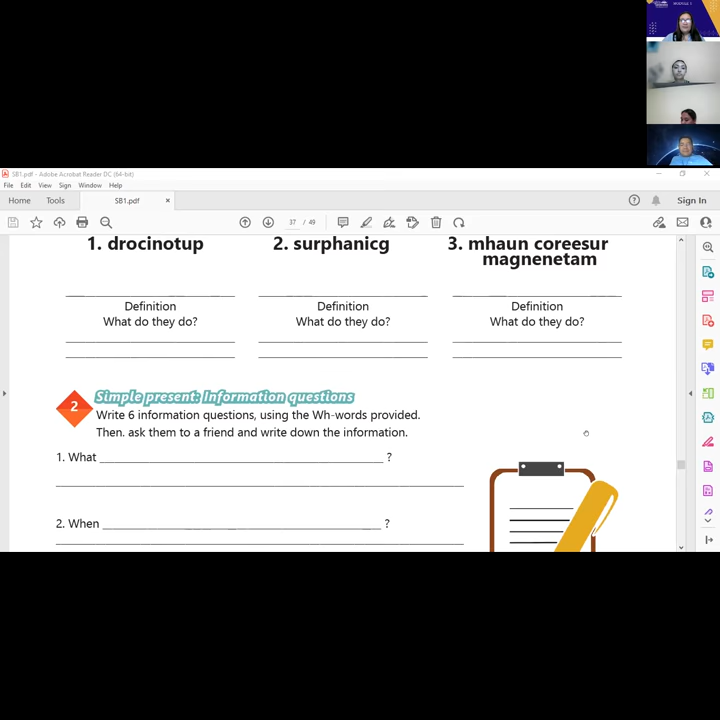 MODULE 1
SB1.pdf - Adobe Acrobat Reader DC (64-bit)
File Edit View Sign Window Help
Home Tools SB1.pdf × Sign In
37 / 49
1. drocinotup 2. surphanicg 3. mhaun coreesur
magnenetam
Definition Definition Definition
What do they do? What do they do? What do they do?
2 Simple present: Information questions
Write 6 information questions, using the Wh-words provided.
Then. ask them to a friend and write down the information.
1. What ?
2. When ?